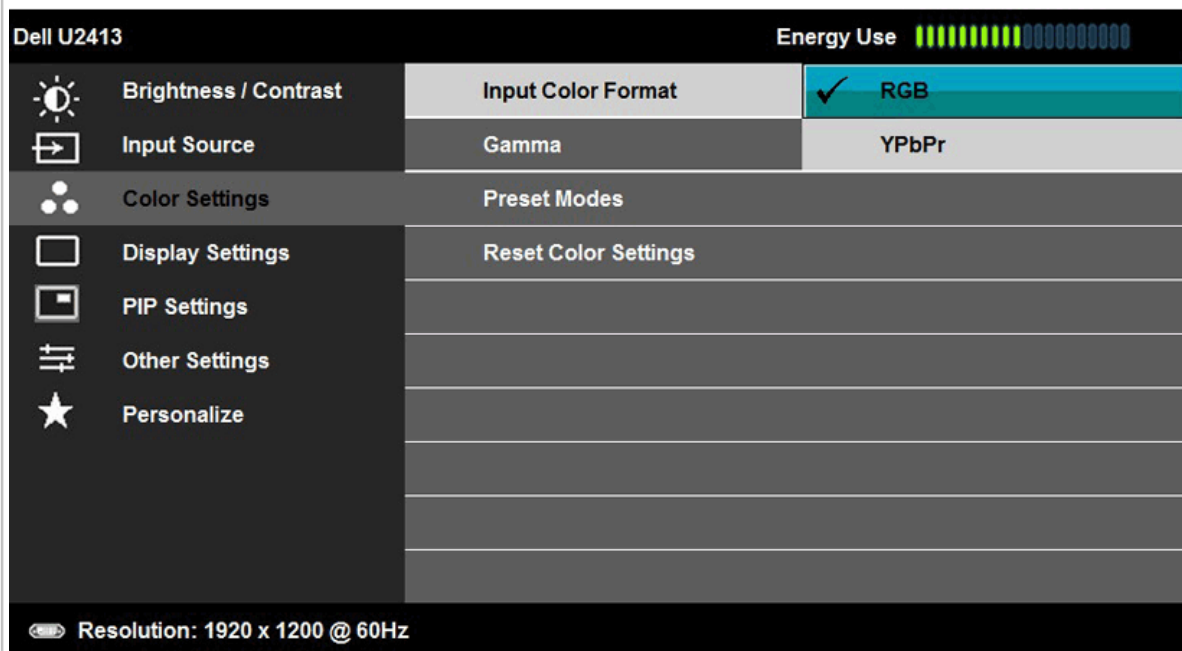 Dell U2413 Energy Use
Brightness / Contrast Input Color Format RGB
Input Source Gamma YPbPr
Color Settings Preset Modes
Display Settings Reset Color Settings
PIP Settings
Other Settings
Personalize
Resolution: 1920 x 1200 @ 60Hz